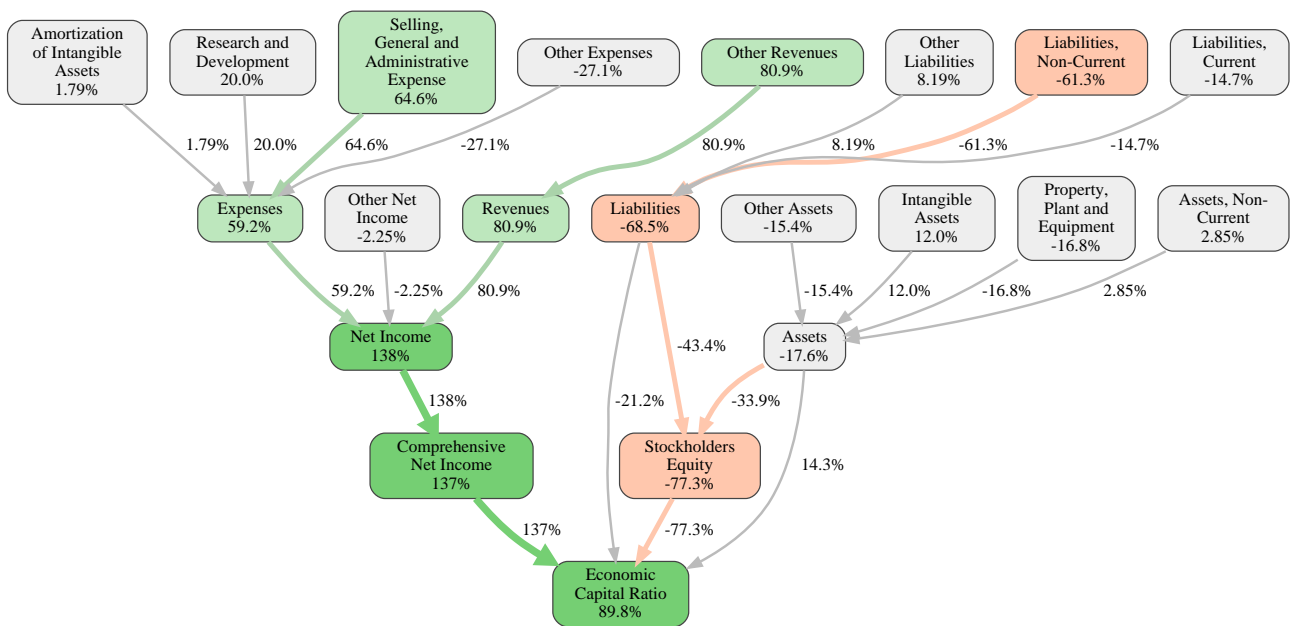 Amortization
of Intangible
Assets
1.79%
Research and
Development
20.0%
Selling,
General and
Administrative
Expense
64.6%
Other Expenses
-27.1%
Other Revenues
80.9%
Other
Liabilities
8.19%
Liabilities,
Non-Current
-61.3%
Liabilities,
Current
-14.7%
1.79%
20.0%
64.6%
-27.1%
80.9%
8.19%
-61.3%
-14.7%
Expenses
59.2%
Other Net
Income
-2.25%
Revenues
80.9%
Liabilities
-68.5%
Other Assets
-15.4%
Intangible
Assets
12.0%
Property,
Plant and
Equipment
-16.8%
Assets, Non-
Current
2.85%
59.2%
-2.25%
80.9%
-15.4%
12.0%
-16.8%
2.85%
Net Income
138%
-43.4%
Assets
-17.6%
138%
-21.2%
-33.9%
Comprehensive
Net Income
137%
Stockholders
Equity
-77.3%
14.3%
137%
-77.3%
Economic
Capital Ratio
89.8%